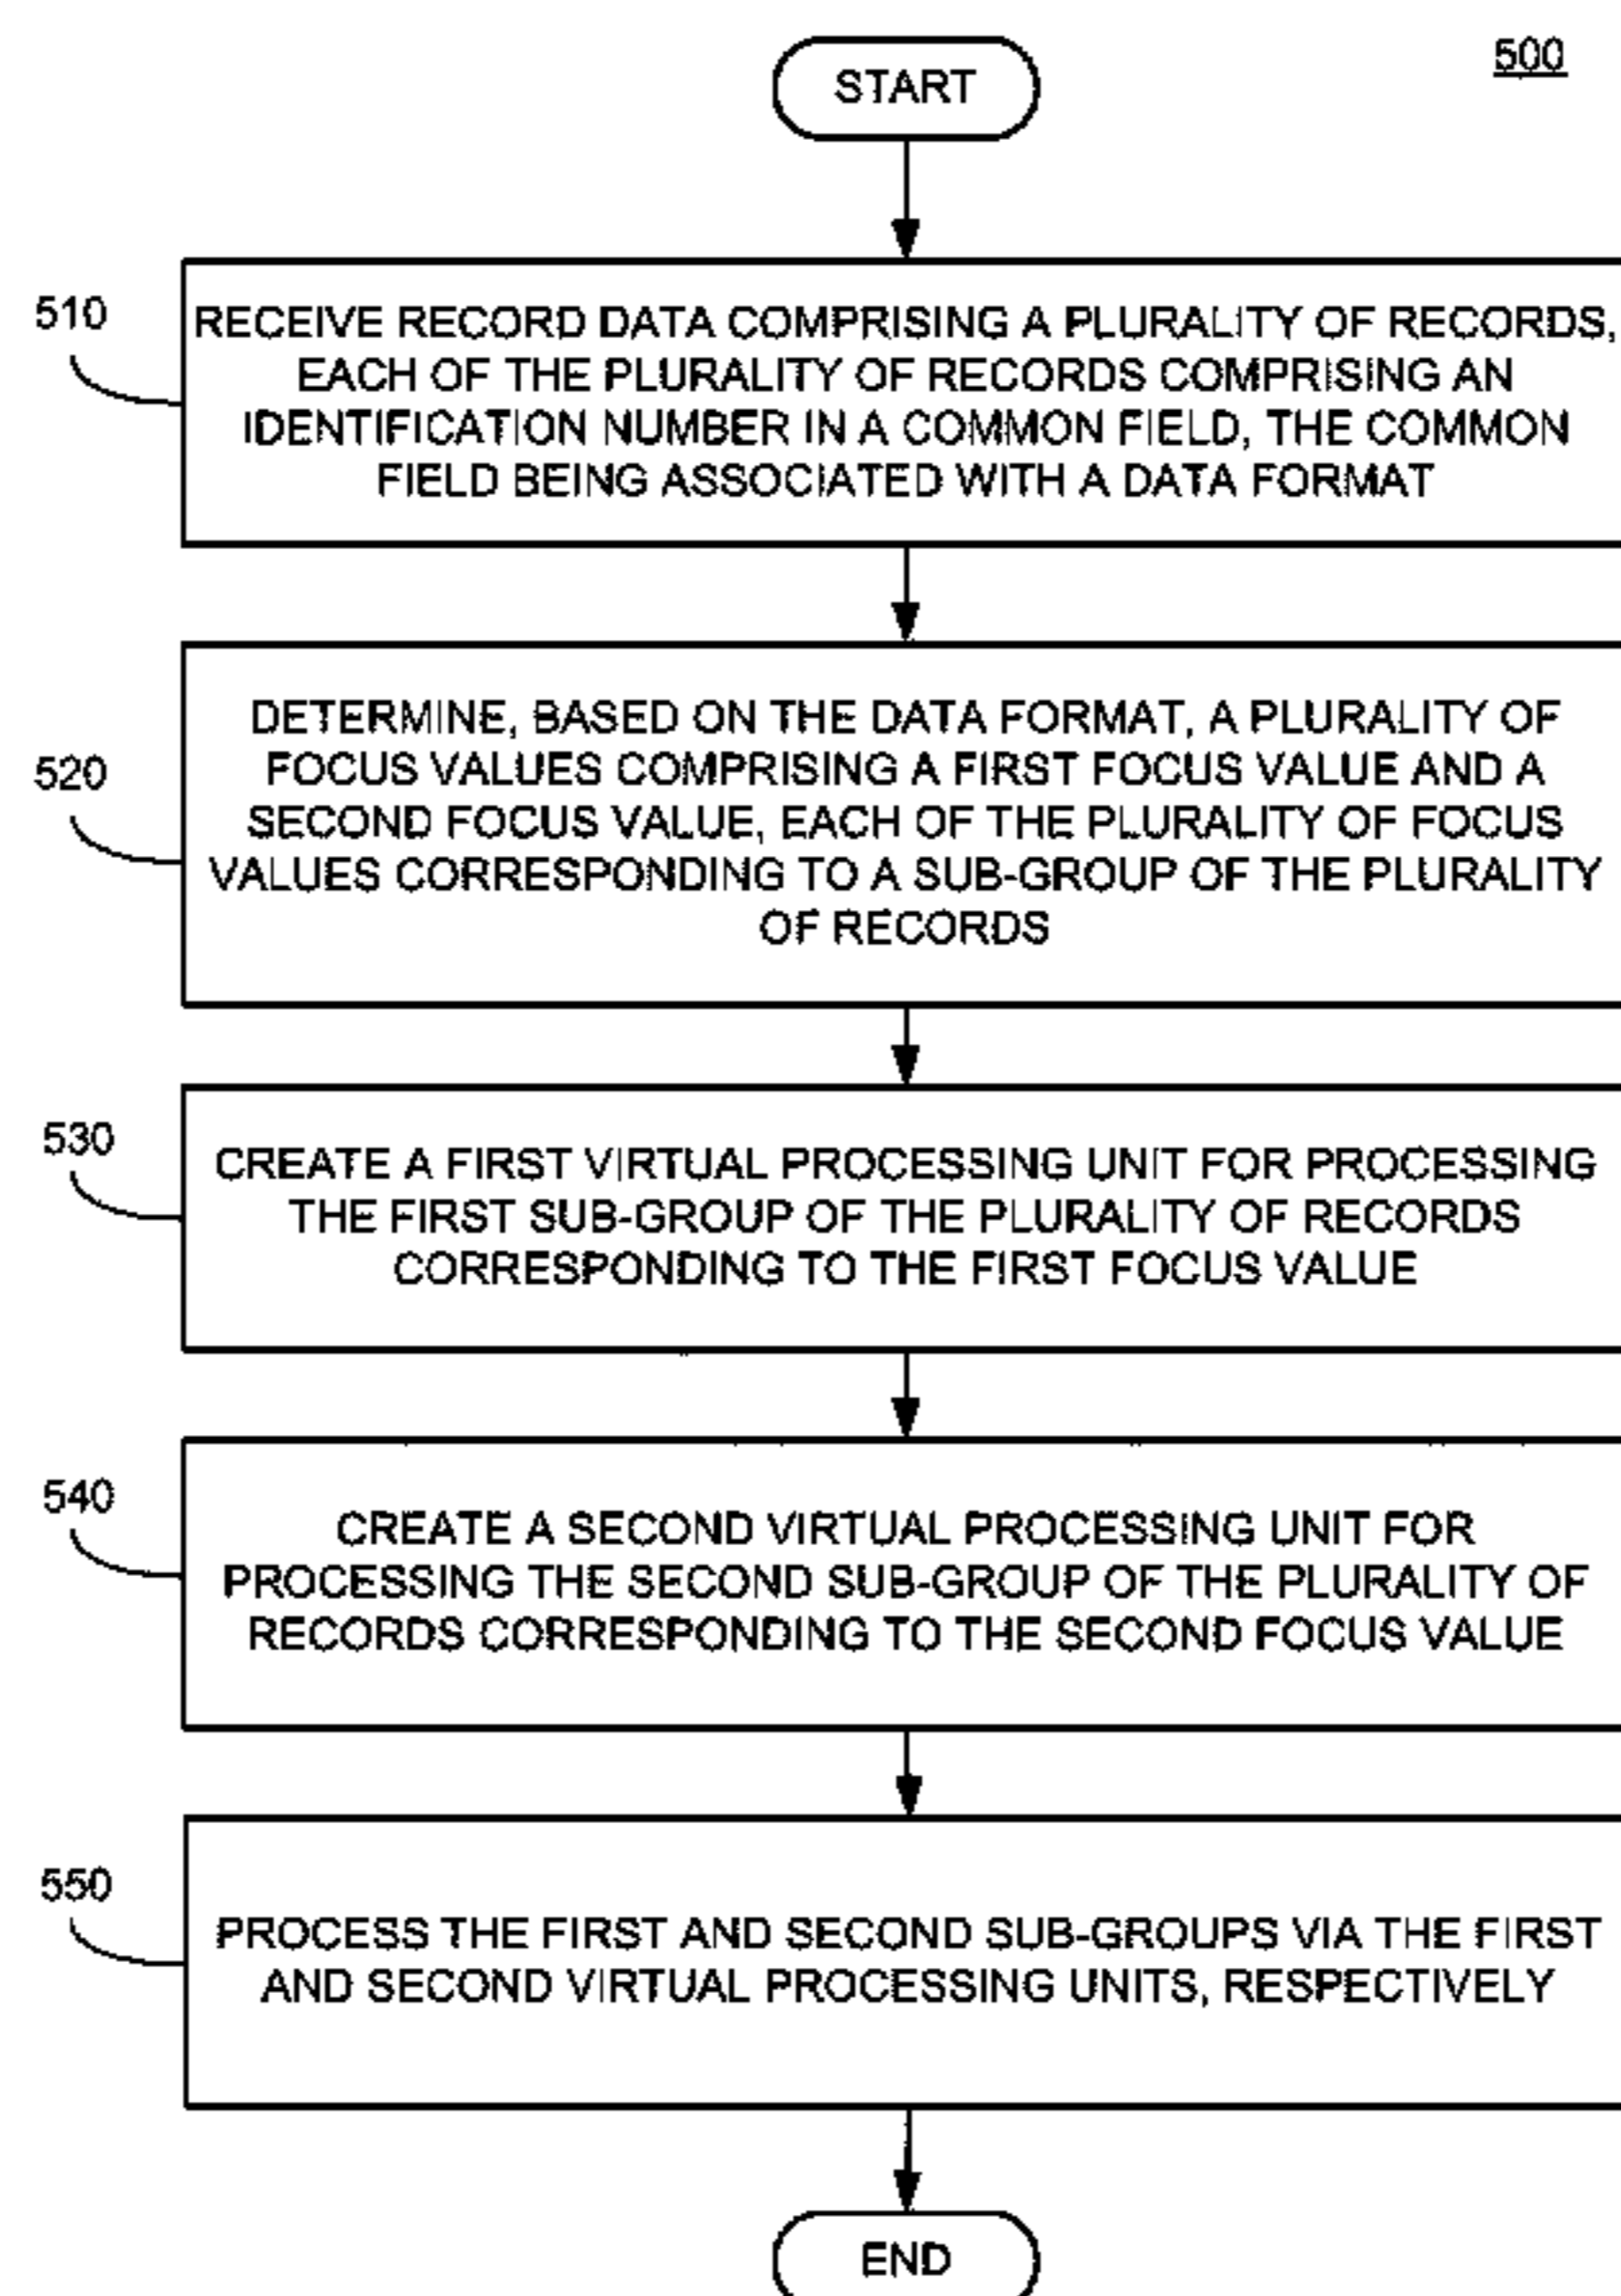 500
START
510
RECEIVE RECORD DATA COMPRISING A PLURALITY OF RECORDS,
EACH OF THE PLURALITY OF RECORDS COMPRISING AN
IDENTIFICATION NUMBER IN A COMMON FIELD, THE COMMON
FIELD BEING ASSOCIATED WITH A DATA FORMAT
520
DETERMINE, BASED ON THE DATA FORMAT, A PLURALITY OF
FOCUS VALUES COMPRISING A FIRST FOCUS VALUE AND A
SECOND FOCUS VALUE, EACH OF THE PLURALITY OF FOCUS
VALUES CORRESPONDING TO A SUB-GROUP OF THE PLURALITY
OF RECORDS
530
CREATE A FIRST VIRTUAL PROCESSING UNIT FOR PROCESSING
THE FIRST SUB-GROUP OF THE PLURALITY OF RECORDS
CORRESPONDING TO THE FIRST FOCUS VALUE
540
CREATE A SECOND VIRTUAL PROCESSING UNIT FOR
PROCESSING THE SECOND SUB-GROUP OF THE PLURALITY OF
RECORDS CORRESPONDING TO THE SECOND FOCUS VALUE
550
PROCESS THE FIRST AND SECOND SUB-GROUPS VIA THE FIRST
AND SECOND VIRTUAL PROCESSING UNITS, RESPECTIVELY
END